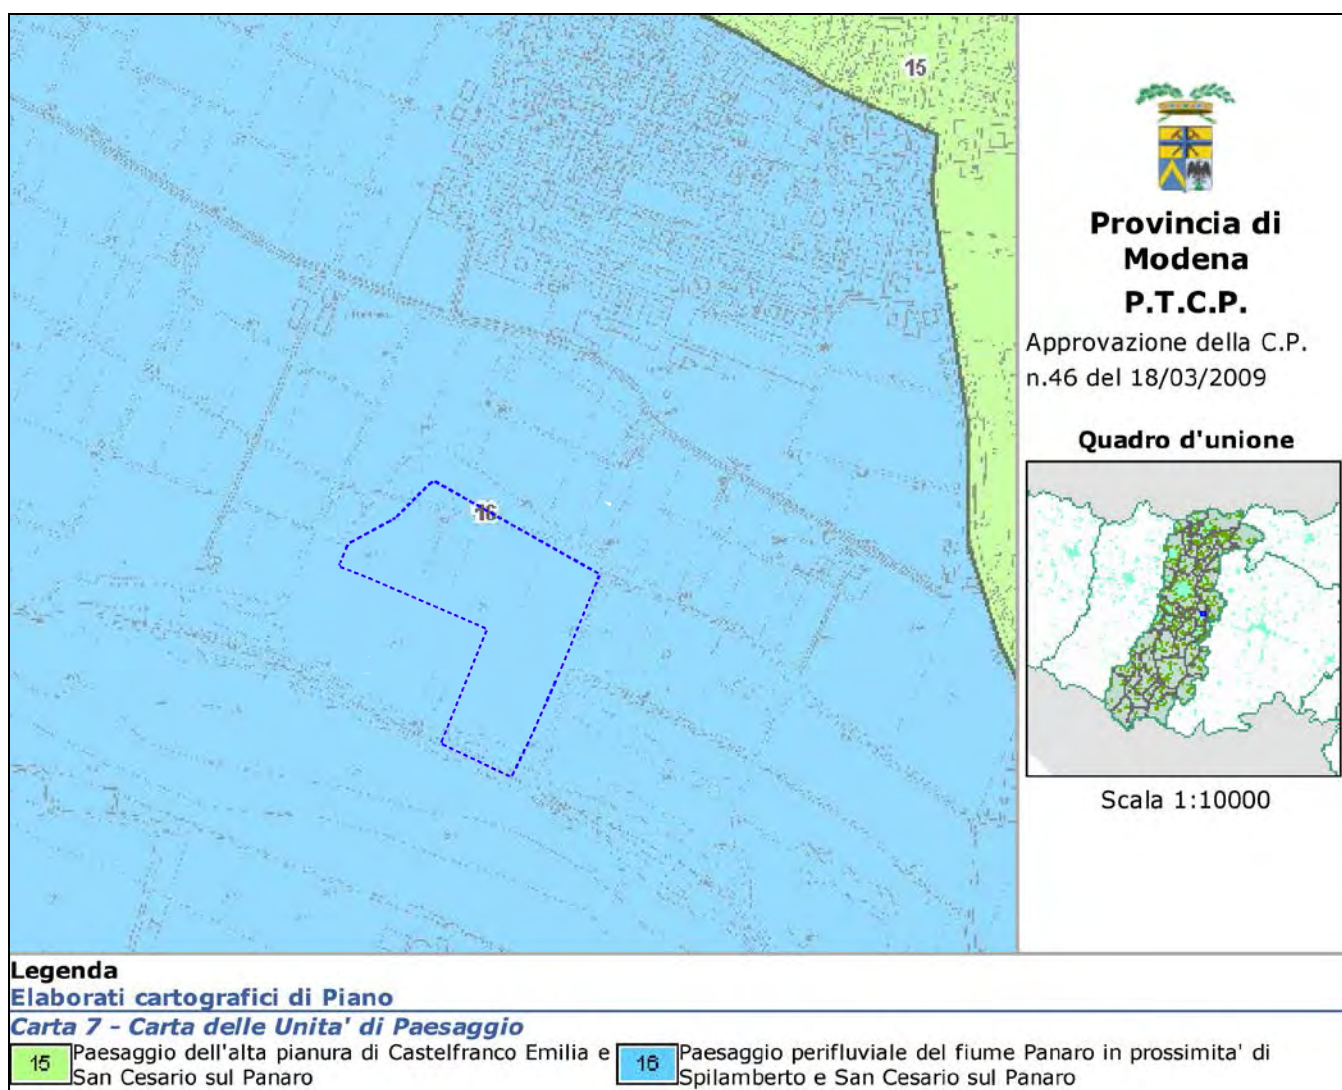 15
16
Provincia di
Modena
P.T.C.P.
Approvazione della C.P.
n.46 del 18/03/2009
Quadro d'unione
Scala 1:10000
Legenda
Elaborati cartografici di Piano
Carta 7 - Carta delle Unita' di Paesaggio
15 Paesaggio dell'alta pianura di Castelfranco Emilia e
San Cesario sul Panaro
16 Paesaggio perifluviale del fiume Panaro in prossimita' di
Spilamberto e San Cesario sul Panaro